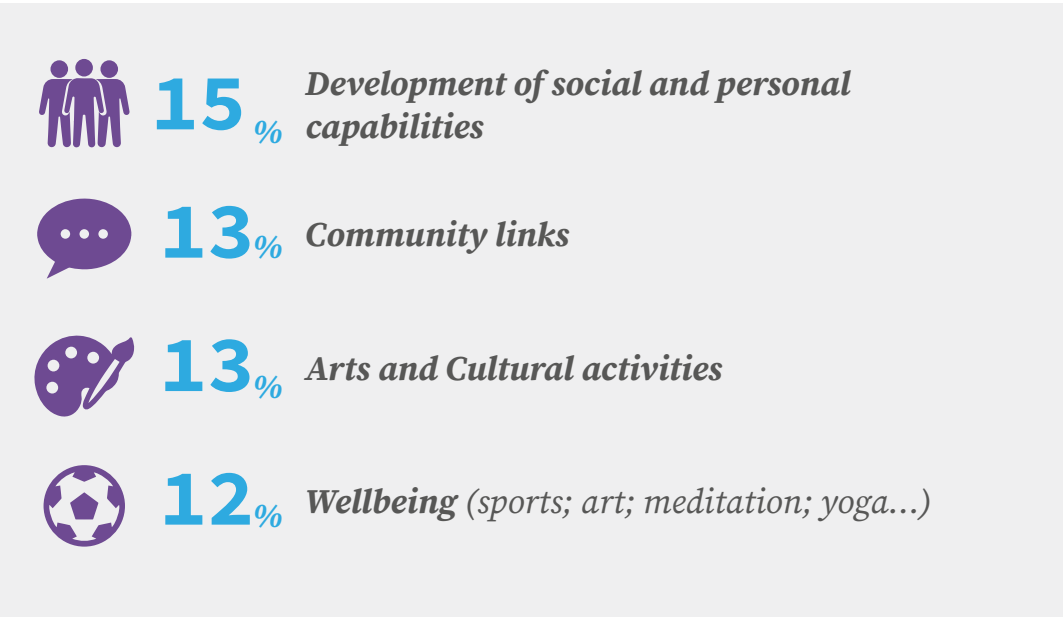 15 % Development of social and personal
capabilities
13% Community links
13% Arts and Cultural activities
12% Wellbeing (sports; art; meditation; yoga...)